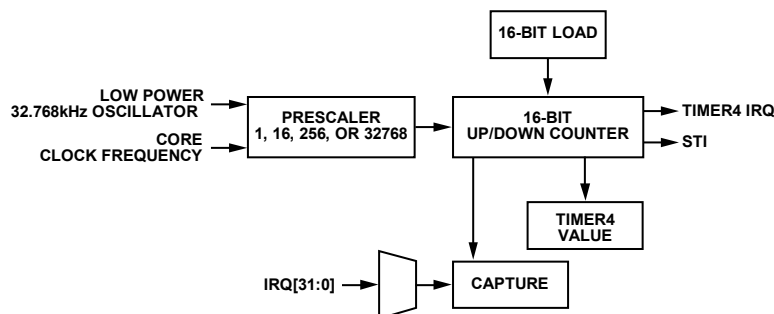 16-BIT LOAD
LOW POWER
32.768kHz OSCILLATOR
CORE
CLOCK FREQUENCY
PRESCALER
1, 16, 256, OR 32768
16-BIT
UP/DOWN COUNTER
TIMER4 IRQ
STI
TIMER4
VALUE
IRQ[31:0]
CAPTURE